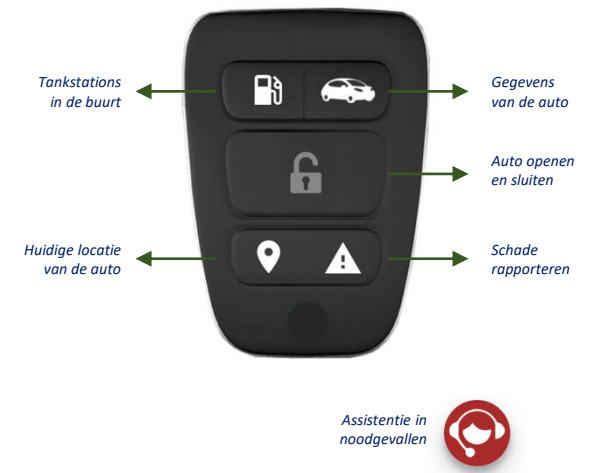 Tankstations
in de buurt
Gegevens
van de auto
Auto openen
en sluiten
Huidige locatie
van de auto
Schade
rapporteren
Assistentie in
noodgevallen